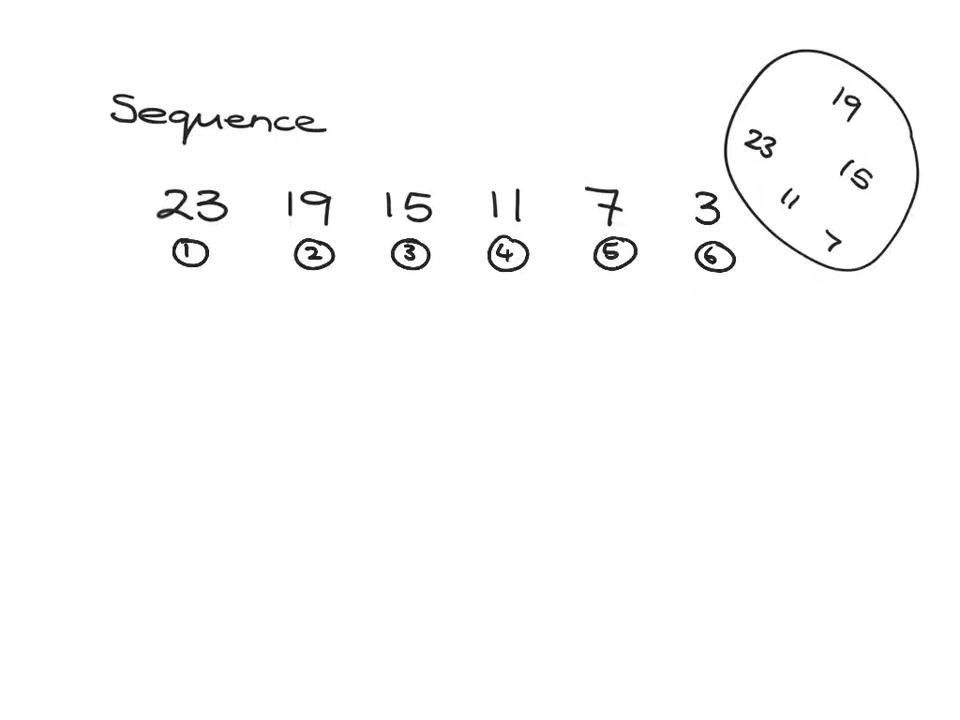 Sequence
23 19 15 11 7 3
① ② ③ ④ ⑤ ⑥
19
23
15
11
7